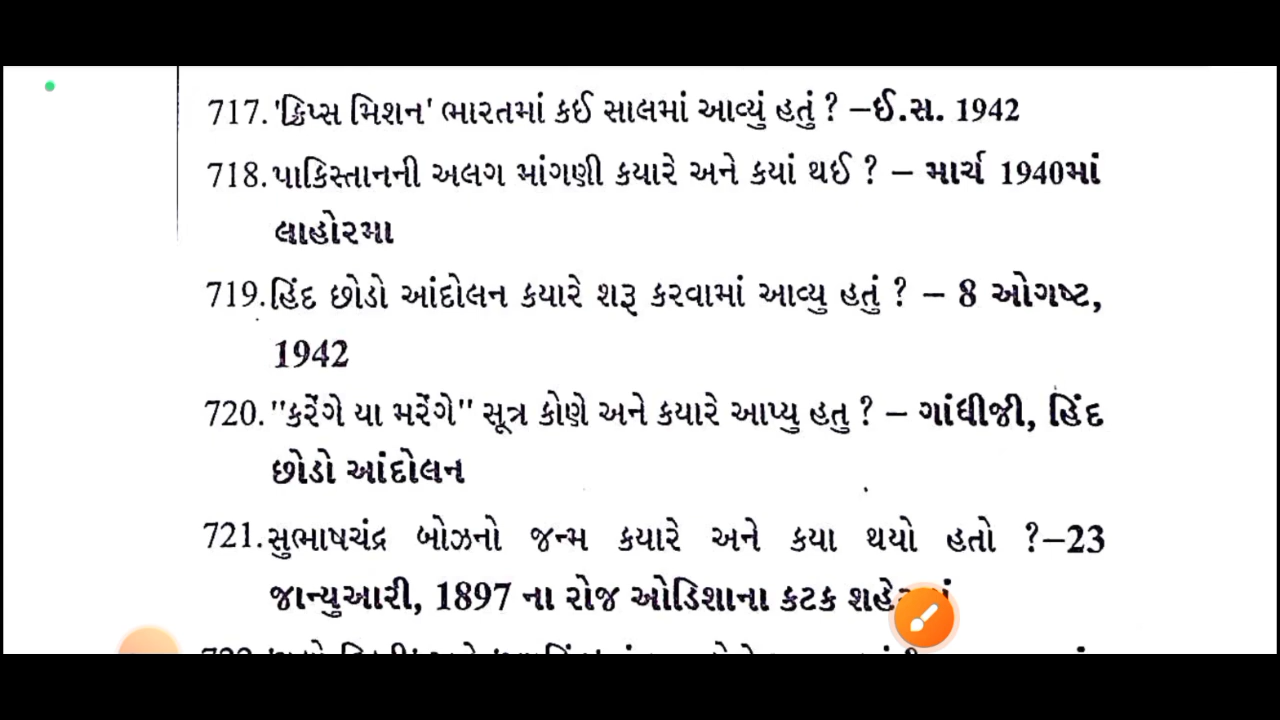 717. 'ક્રિપ્સ મિશન' ભારતમાં કઈ સાલમાં આવ્યું હતું ? –ઈ.સ. 1942
718. પાકિસ્તાનની અલગ માંગણી કયારે અને કયાં થઈ ? – માર્ચ 1940માં
લાહોરમા
719. હિંદ છોડો આંદોલન કયારે શરૂ કરવામાં આવ્યુ હતું ? – 8 ઓગષ્ટ,
1942
720. "કરેંગે યા મરેંગે" સૂત્ર કોણે અને કયારે આપ્યુ હતુ ? – ગાંધીજી, હિંદ
છોડો આંદોલન
721. સુભાષચંદ્ર બોઝનો જન્મ કયારે અને કયા થયો હતો ?–23
જાન્યુઆરી, 1897 ના રોજ ઓડિશાના કટક